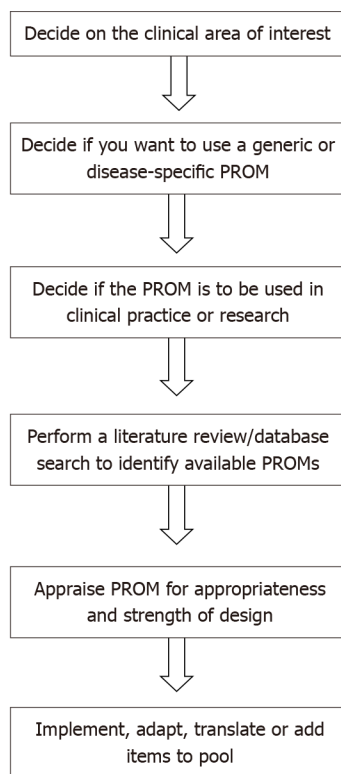 Decide on the clinical area of interest
Decide if you want to use a generic or
disease-specific PROM
Decide if the PROM is to be used in
clinical practice or research
Perform a literature review/database
search to identify available PROMs
Appraise PROM for appropriateness
and strength of design
Implement, adapt, translate or add
items to pool